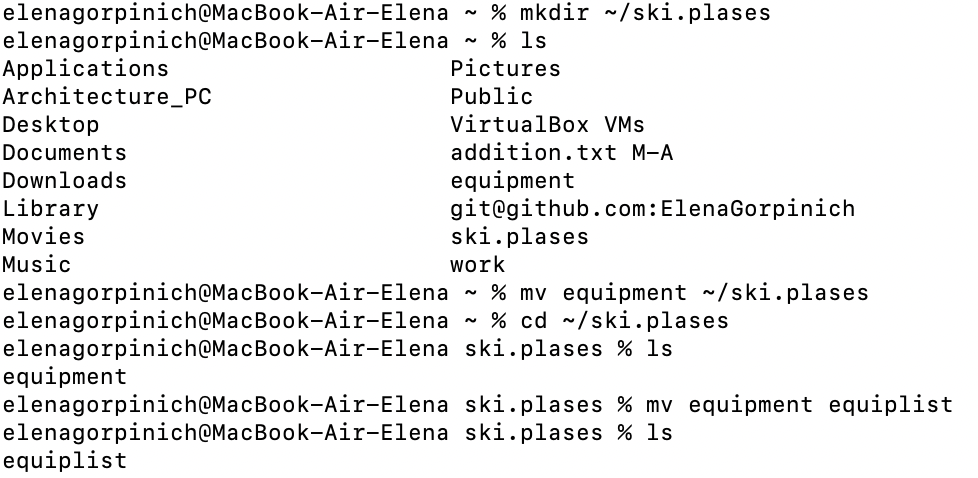 elenagorpinich@MacBook-Air-Elena ~ % mkdir ~/ski.plases
elenagorpinich@MacBook-Air-Elena ~ % ls
Applications Pictures
Architecture_PC Public
Desktop VirtualBox VMs
Documents addition.txt M-A
Downloads equipment
Library git@github.com:ElenaGorpinich
Movies ski.plases
Music work
elenagorpinich@MacBook-Air-Elena ~ % mv equipment ~/ski.plases
elenagorpinich@MacBook-Air-Elena ~ % cd ~/ski.plases
elenagorpinich@MacBook-Air-Elena ski.plases % ls
equipment
elenagorpinich@MacBook-Air-Elena ski.plases % mv equipment equiplist
elenagorpinich@MacBook-Air-Elena ski.plases % ls
equiplist